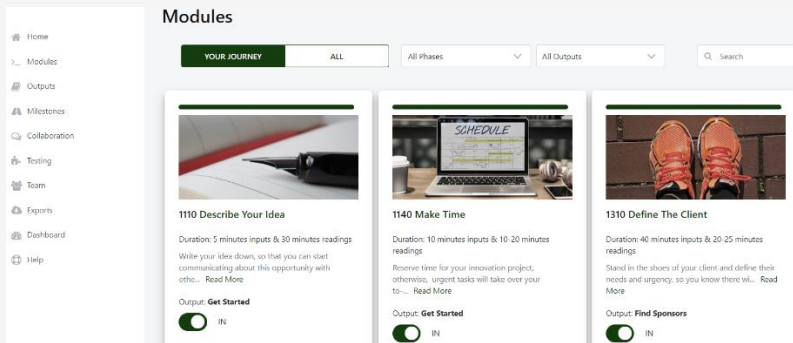 Modules
Home
Modules
Outputs
Milestones
Collaboration
Testing
Team
Exports
Dashboard
Help
YOUR JOURNEY
ALL
All Phases
All Outputs
Search
1110 Describe Your Idea
Duration: 5 minutes inputs & 30 minutes readings
Write your idea down, so that you can start
communicating about this opportunity with
othe... Read More
Output: Get Started
IN
SCHEDULE
1140 Make Time
Duration: 10 minutes inputs & 10-20 minutes
readings
Reserve time for your innovation project,
otherwise, urgent tasks will take over your
to-... Read More
Output: Get Started
IN
1310 Define The Client
Duration: 40 minutes inputs & 20-25 minutes
readings
Stand in the shoes of your client and define their
needs and urgency, so you know there wi... Read
More
Output: Find Sponsors
IN